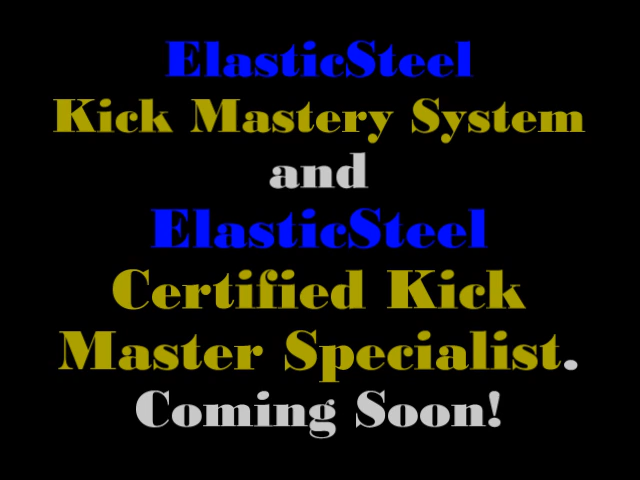 ElasticSteel
Kick Mastery System
and
ElasticSteel
Certified Kick
Master Specialist.
Coming Soon!